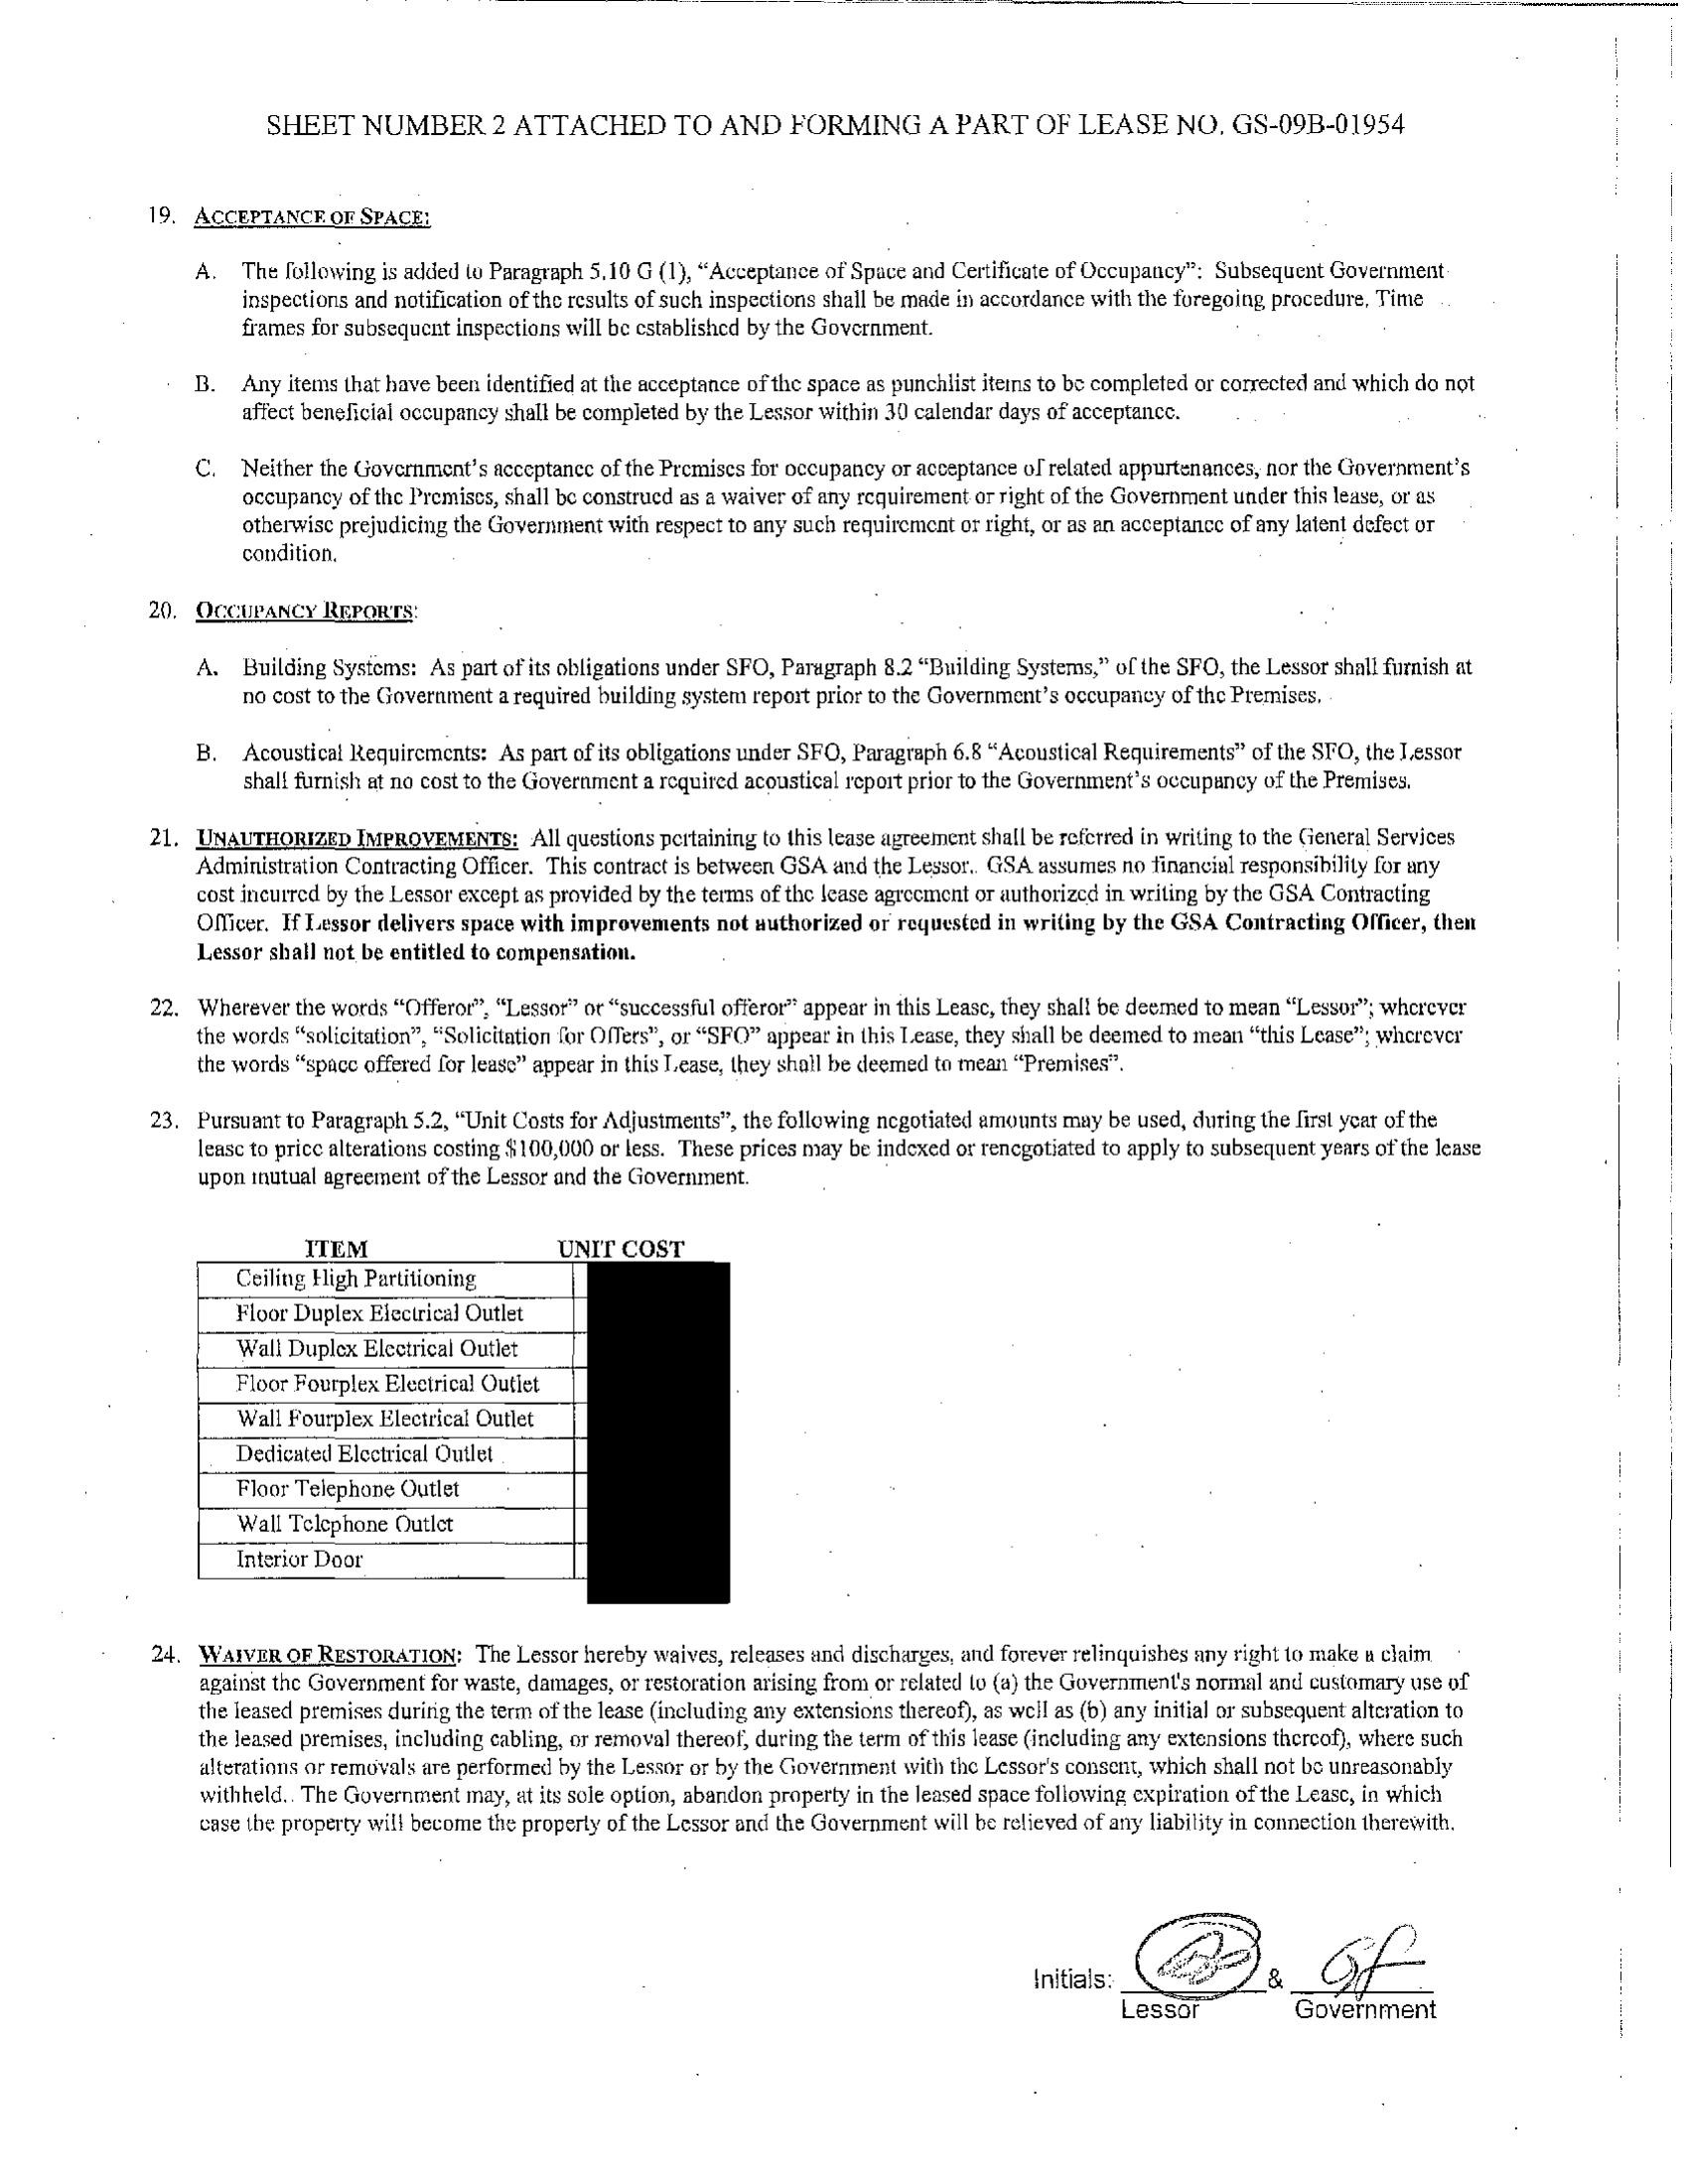 SHEET NUMBER 2 ATTACHED TO AND FORMING A PART OF LEASE NO. GS-09B-01954
19. ACCEPTANCE OF SPACE:
A. The following is added to Paragraph 5.10 G (1), “Acceptance of Space and Certificate of Occupancy”: Subsequent Government
inspections and notification of the results of such inspections shall be made in accordance with the foregoing procedure. Time
frames for subsequent inspections will be established by the Government.
B. Any items that have been identified at the acceptance of the space as punchlist items to be completed or corrected and which do not
affect beneficial occupancy shall be completed by the Lessor within 30 calendar days of acceptance.
C. Neither the Government’s acceptance of the Premises for occupancy or acceptance of related appurtenances, nor the Government’s
occupancy of the Premises, shall be construed as a waiver of any requirement or right of the Government under this lease, or as
otherwise prejudicing the Government with respect to any such requirement or right, or as an acceptance of any latent defect or
condition.
20. OCCUPANCY REPORTS:
A. Building Systems: As part of its obligations under SFO, Paragraph 8.2 “Building Systems,” of the SFO, the Lessor shall furnish at
no cost to the Government a required building system report prior to the Government’s occupancy of the Premises.
B. Acoustical Requirements: As part of its obligations under SFO, Paragraph 6.8 “Acoustical Requirements” of the SFO, the Lessor
shall furnish at no cost to the Government a required acoustical report prior to the Government’s occupancy of the Premises.
21. UNAUTHORIZED IMPROVEMENTS: All questions pertaining to this lease agreement shall be referred in writing to the General Services
Administration Contracting Officer. This contract is between GSA and the Lessor. GSA assumes no financial responsibility for any
cost incurred by the Lessor except as provided by the terms of the lease agreement or authorized in writing by the GSA Contracting
Officer. If Lessor delivers space with improvements not authorized or requested in writing by the GSA Contracting Officer, then
Lessor shall not be entitled to compensation.
22. Wherever the words “Offeror”, “Lessor” or “successful offeror” appear in this Lease, they shall be deemed to mean “Lessor”; wherever
the words “solicitation”, “Solicitation for Offers”, or “SFO” appear in this Lease, they shall be deemed to mean “this Lease”; wherever
the words “space offered for lease” appear in this Lease, they shall be deemed to mean “Premises”.
23. Pursuant to Paragraph 5.2, “Unit Costs for Adjustments”, the following negotiated amounts may be used, during the first year of the
lease to price alterations costing $100,000 or less. These prices may be indexed or renegotiated to apply to subsequent years of the lease
upon mutual agreement of the Lessor and the Government.
ITEM UNIT COST
Ceiling High Partitioning
Floor Duplex Electrical Outlet
Wall Duplex Electrical Outlet
Floor Fourplex Electrical Outlet
Wall Fourplex Electrical Outlet
Dedicated Electrical Outlet
Floor Telephone Outlet
Wall Telephone Outlet
Interior Door
24. WAIVER OF RESTORATION: The Lessor hereby waives, releases and discharges, and forever relinquishes any right to make a claim
against the Government for waste, damages, or restoration arising from or related to (a) the Government's normal and customary use of
the leased premises during the term of the lease (including any extensions thereof), as well as (b) any initial or subsequent alteration to
the leased premises, including cabling, or removal thereof, during the term of this lease (including any extensions thereof), where such
alterations or removals are performed by the Lessor or by the Government with the Lessor's consent, which shall not be unreasonably
withheld. The Government may, at its sole option, abandon property in the leased space following expiration of the Lease, in which
case the property will become the property of the Lessor and the Government will be relieved of any liability in connection therewith.
Initials: &
Lessor Government